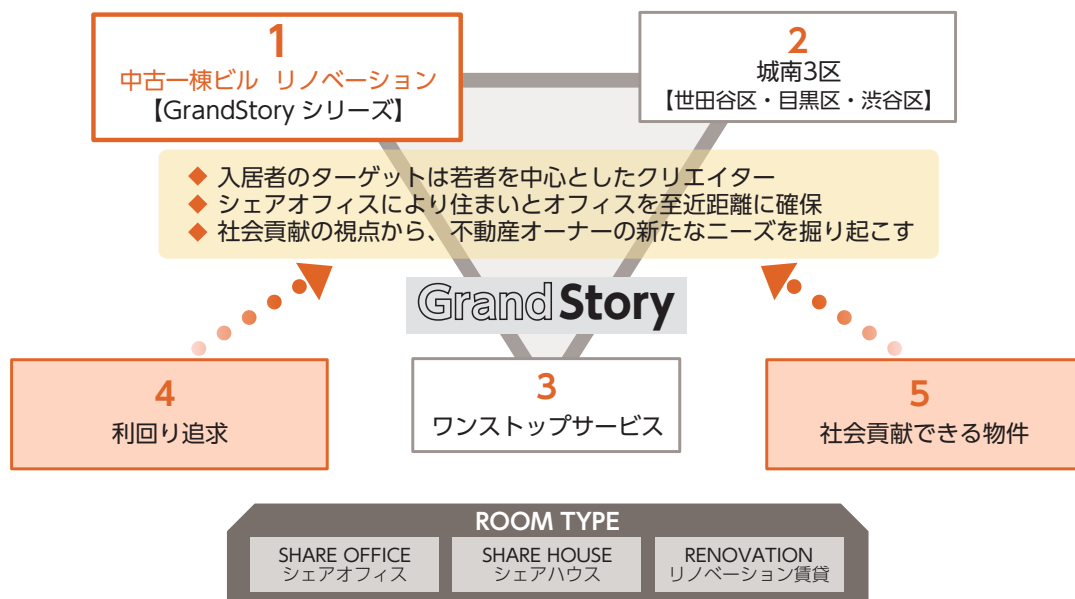 1
中古一棟ビル リノベーション
【GrandStory シリーズ】
2
城南3区
【世田谷区・目黒区・渋谷区】
◆ 入居者のターゲットは若者を中心としたクリエイター
◆ シェアオフィスにより住まいとオフィスを至近距離に確保
◆ 社会貢献の視点から、不動産オーナーの新たなニーズを掘り起こす
Grand Story
4
利回り追求
3
ワンストップサービス
5
社会貢献できる物件
ROOM TYPE
SHARE OFFICE
シェアオフィス
SHARE HOUSE
シェアハウス
RENOVATION
リノベーション賃貸